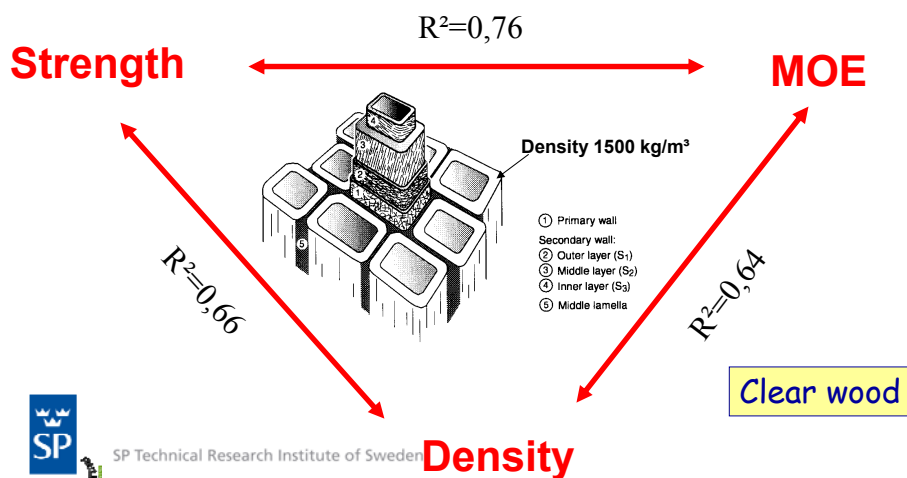 R²=0,76
Strength
MOE
Density 1500 kg/m³
4
3
2
1
5
① Primary wall
Secondary wall:
② Outer layer (S₁)
③ Middle layer (S₂)
④ Inner layer (S₃)
⑤ Middle lamella
R²=0,66
R²=0,64
Clear wood
SP
SP Technical Research Institute of Sweden
Density